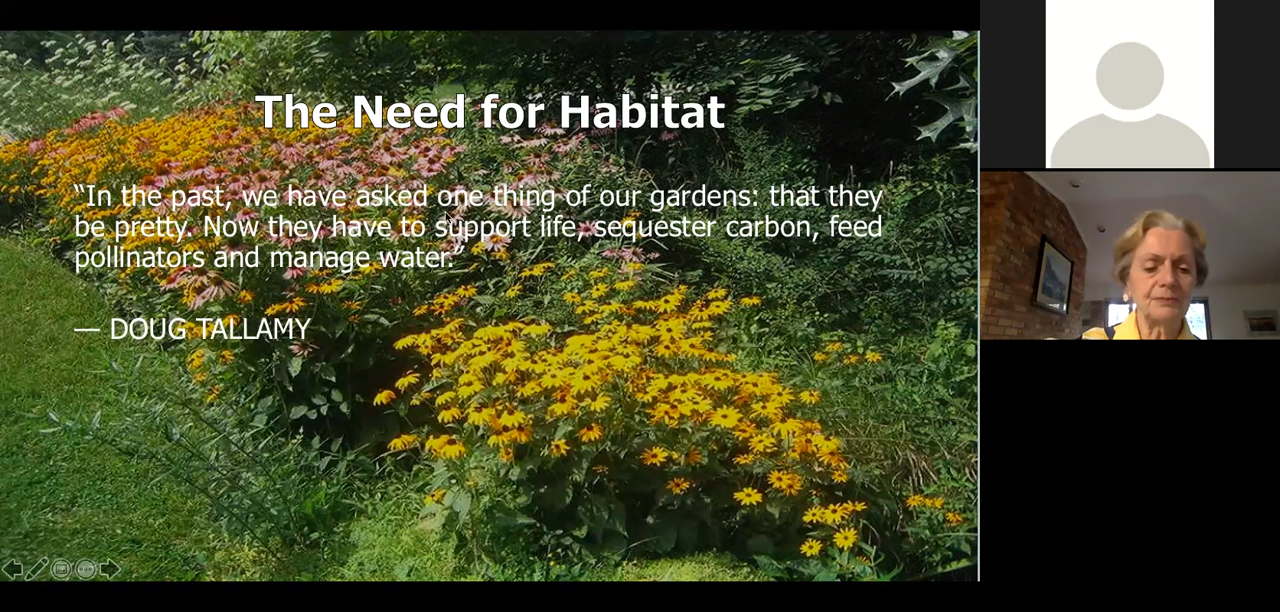 The Need for Habitat
“In the past, we have asked one thing of our gardens: that they
be pretty. Now they have to support life, sequester carbon, feed
pollinators and manage water.”
— DOUG TALLAMY